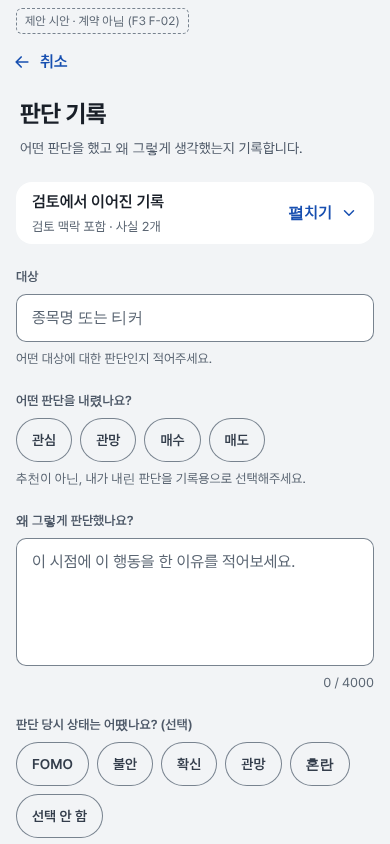 제안 시안 · 계약 아님 (F3 F-02)
← 취소
판단 기록
어떤 판단을 했고 왜 그렇게 생각했는지 기록합니다.
검토에서 이어진 기록
검토 맥락 포함 · 사실 2개
펼치기
대상
종목명 또는 티커
어떤 대상에 대한 판단인지 적어주세요.
어떤 판단을 내렸나요?
관심 관망 매수 매도
추천이 아닌, 내가 내린 판단을 기록용으로 선택해주세요.
왜 그렇게 판단했나요?
이 시점에 이 행동을 한 이유를 적어보세요.
0 / 4000
판단 당시 상태는 어땠나요? (선택)
FOMO 불안 확신 관망 혼란
선택 안 함